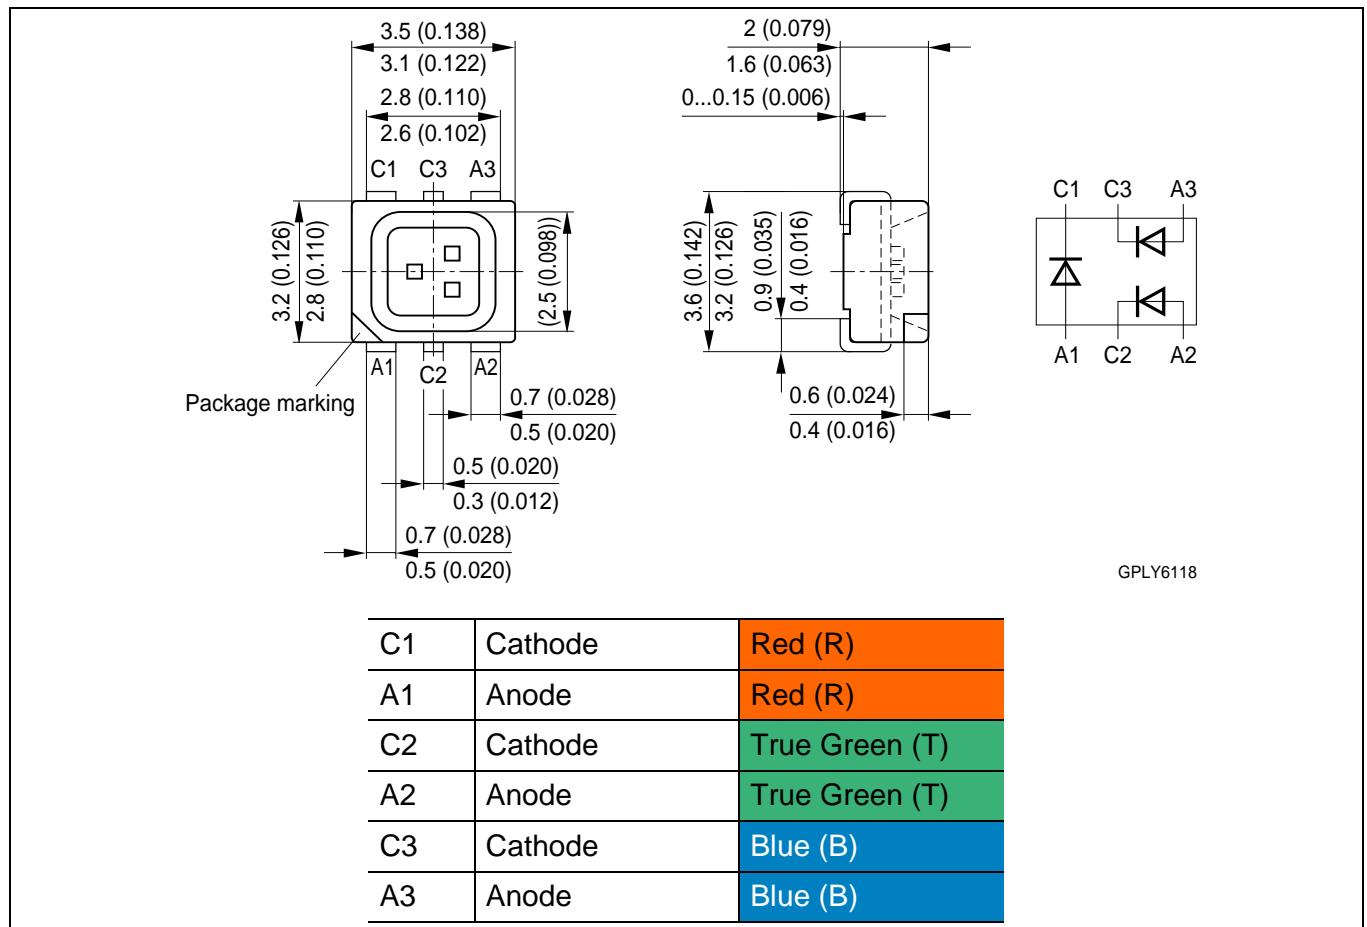 3.5 (0.138)
3.1 (0.122)
2.8 (0.110)
2.6 (0.102)
C1 C3 A3
3.2 (0.126)
2.8 (0.110)
(2.5 (0.098))
A1 C2 A2
Package marking
0.7 (0.028)
0.5 (0.020)
0.5 (0.020)
0.3 (0.012)
0.7 (0.028)
0.5 (0.020)
2 (0.079)
1.6 (0.063)
0...0.15 (0.006)
3.6 (0.142)
3.2 (0.126)
0.9 (0.035)
0.4 (0.016)
0.6 (0.024)
0.4 (0.016)
C1 C3 A3
A1 C2 A2
GPLY6118
C1 Cathode Red (R)
A1 Anode Red (R)
C2 Cathode True Green (T)
A2 Anode True Green (T)
C3 Cathode Blue (B)
A3 Anode Blue (B)